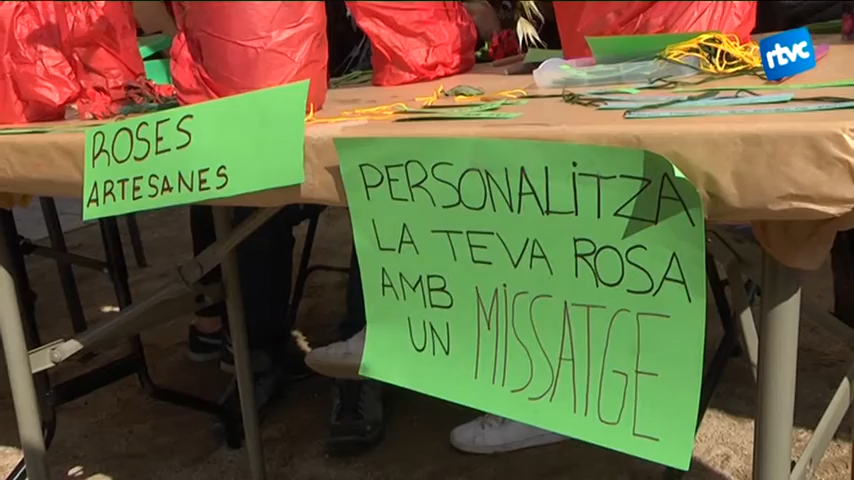 rtvc
ROSES
ARTESANES
PERSONALiTZA
LA TEVA ROSA
AMB
UN MiSSATGE